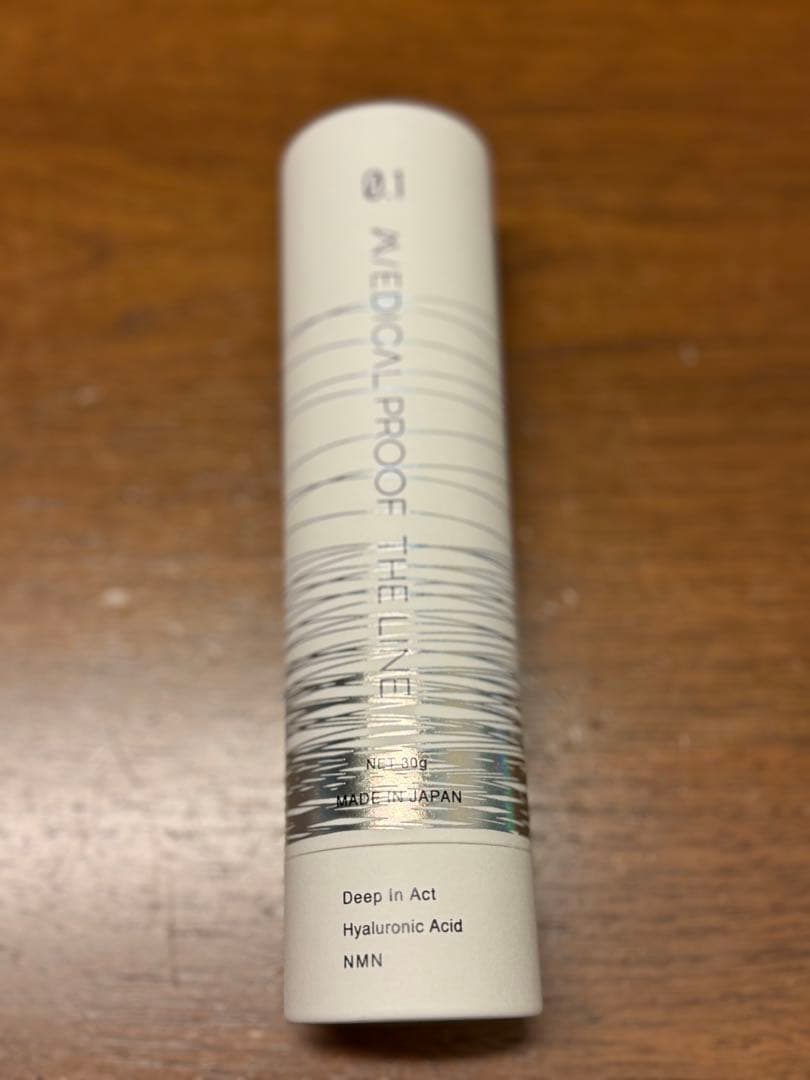 0.1
MEDICAL PROOF THE LINE
NET 30g
MADE IN JAPAN
Deep In Act
Hyaluronic Acid
NMN